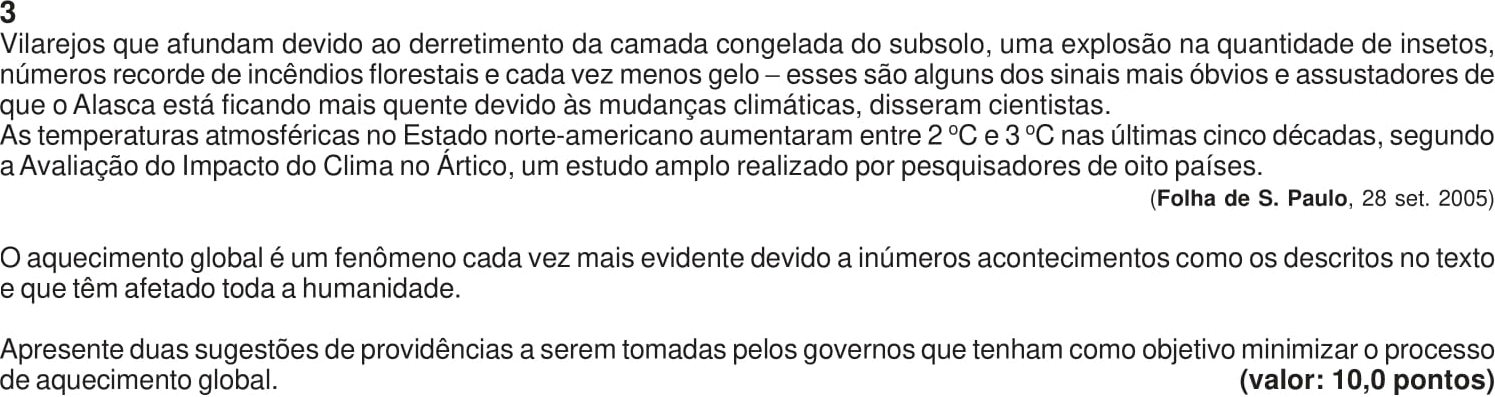 3
Vilarejos que afundam devido ao derretimento da camada congelada do subsolo, uma explosão na quantidade de insetos,
números recorde de incêndios florestais e cada vez menos gelo – esses são alguns dos sinais mais óbvios e assustadores de
que o Alasca está ficando mais quente devido às mudanças climáticas, disseram cientistas.
As temperaturas atmosféricas no Estado norte-americano aumentaram entre 2 ºC e 3 ºC nas últimas cinco décadas, segundo
a Avaliação do Impacto do Clima no Ártico, um estudo amplo realizado por pesquisadores de oito países.
(Folha de S. Paulo, 28 set. 2005)
O aquecimento global é um fenômeno cada vez mais evidente devido a inúmeros acontecimentos como os descritos no texto
e que têm afetado toda a humanidade.
Apresente duas sugestões de providências a serem tomadas pelos governos que tenham como objetivo minimizar o processo
de aquecimento global. (valor: 10,0 pontos)